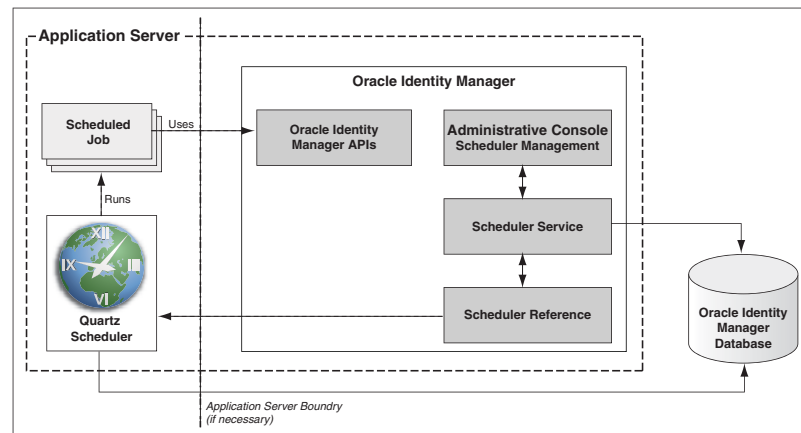 Application Server
Oracle Identity Manager
Scheduled
Job
Uses
Oracle Identity
Manager APIs
Administrative Console
Scheduler Management
Runs
XII
IX
III
VI
Quartz
Scheduler
Scheduler Service
Scheduler Reference
Oracle Identity
Manager
Database
Application Server Boundry
(if necessary)